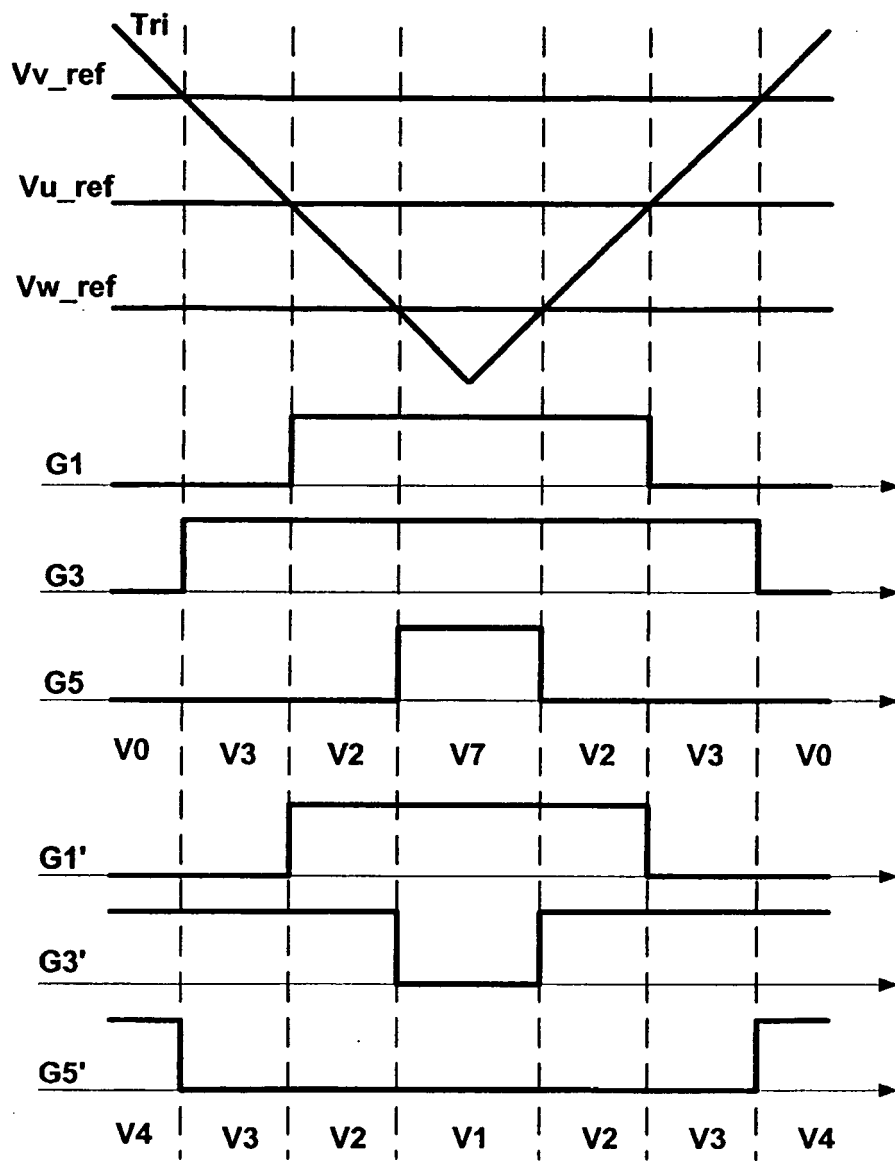 Tri
Vv_ref
Vu_ref
Vw_ref
G1
G3
G5
V0 V3 V2 V7 V2 V3 V0
G1'
G3'
G5'
V4 V3 V2 V1 V2 V3 V4